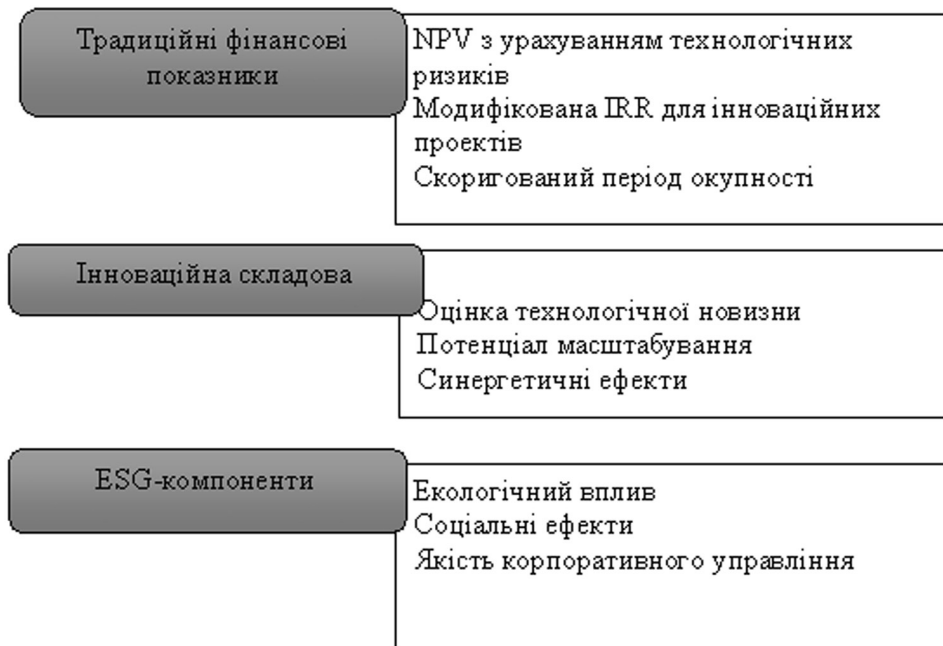 Традиційні фінансові
показники
NPV з урахуванням технологічних
ризиків
Модифікована IRR для інноваційних
проектів
Скоригований період окупності
Інноваційна складова
Оцінка технологічної новизни
Потенціал масштабування
Синергетичні ефекти
ESG-компоненти
Екологічний вплив
Соціальні ефекти
Якість корпоративного управління